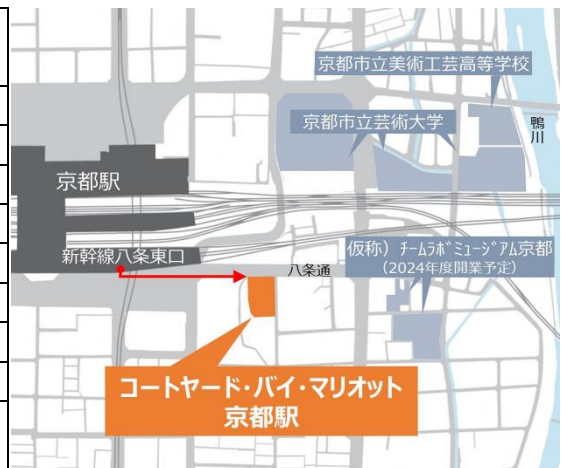 京都市立美術工芸高等学校
京都市立芸術大学
鴨川
京都駅
新幹線八条東口
仮称）ﾁｰﾑﾗﾎﾞﾐｭｰｼﾞｱﾑ京都
（2024年度開業予定）
八条通
コートヤード・バイ・マリオット
京都駅